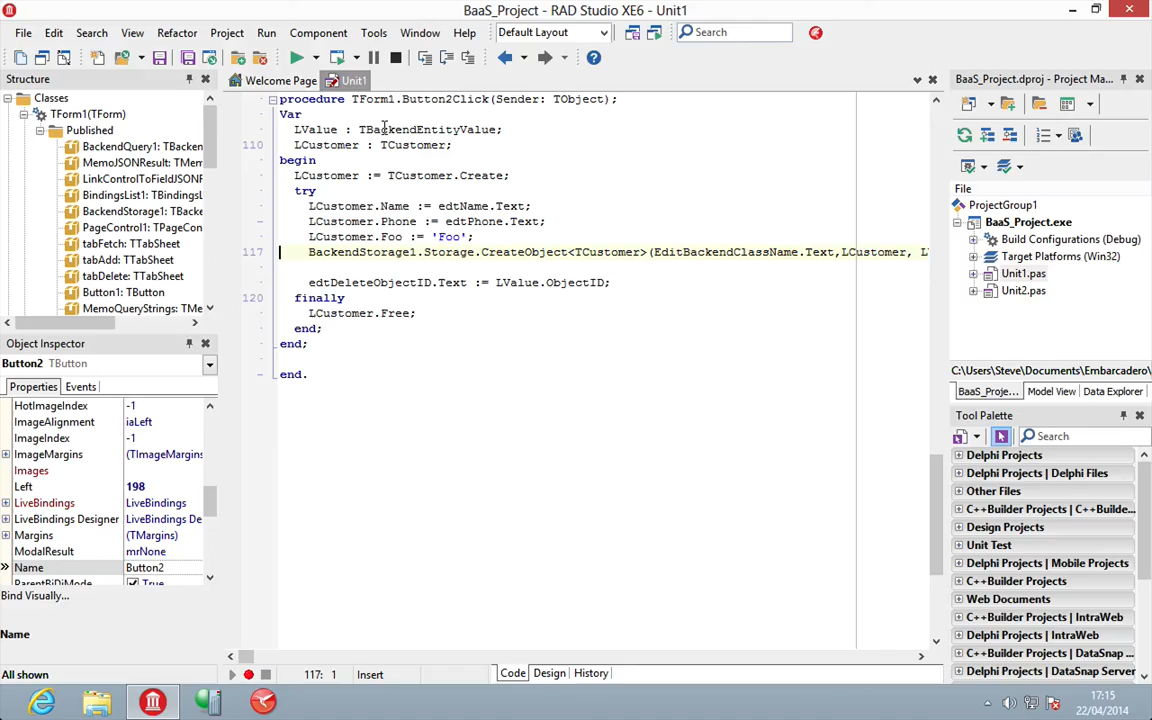 BaaS_Project - RAD Studio XE6 - Unit1
File Edit Search View Refactor Project Run Component Tools Window Help
Default Layout
Search
Structure
Classes
TForm1(TForm)
Published
BackendQuery1: TBacken
MemoJSONResult: TMem
LinkControlToFieldJSONF
BindingsList1: TBindings
BackendStorage1: TBacke
PageControl1: TPageCont
tabFetch: TTabSheet
tabAdd: TTabSheet
tabDelete: TTabSheet
Button1: TButton
MemoQueryStrings: TMe
Object Inspector
Button2 TButton
Properties Events
HotImageIndex -1
ImageAlignment iaLeft
ImageIndex -1
ImageMargins (TImageMargins
Images
Left 198
LiveBindings LiveBindings
LiveBindings Designer LiveBindings De
Margins (TMargins)
ModalResult mrNone
Name Button2
ParentBiDiMode True
Bind Visually...
Name
All shown
Welcome Page Unit1
procedure TForm1.Button2Click(Sender: TObject);
Var
LValue : TBackendEntityValue;
110 LCustomer : TCustomer;
begin
LCustomer := TCustomer.Create;
try
LCustomer.Name := edtName.Text;
LCustomer.Phone := edtPhone.Text;
LCustomer.Foo := 'Foo';
117 BackendStorage1.Storage.CreateObject<TCustomer>(EditBackendClassName.Text,LCustomer, L
edtDeleteObjectID.Text := LValue.ObjectID;
120 finally
LCustomer.Free;
end;
end;
end.
117: 1 Insert
Code Design History
BaaS_Project.dproj - Project Ma...
File
ProjectGroup1
BaaS_Project.exe
Build Configurations (Debug)
Target Platforms (Win32)
Unit1.pas
Unit2.pas
C:\Users\Steve\Documents\Embarcadero\
BaaS_Proje... Model View Data Explorer
Tool Palette
Search
Delphi Projects
Delphi Projects | Delphi Files
Other Files
C++Builder Projects | C++Builde...
Design Projects
Unit Test
Delphi Projects | Mobile Projects
C++Builder Projects
Web Documents
C++Builder Projects | IntraWeb
Delphi Projects | IntraWeb
C++Builder Projects | DataSnap
Delphi Projects | DataSnap Server
17:15
22/04/2014